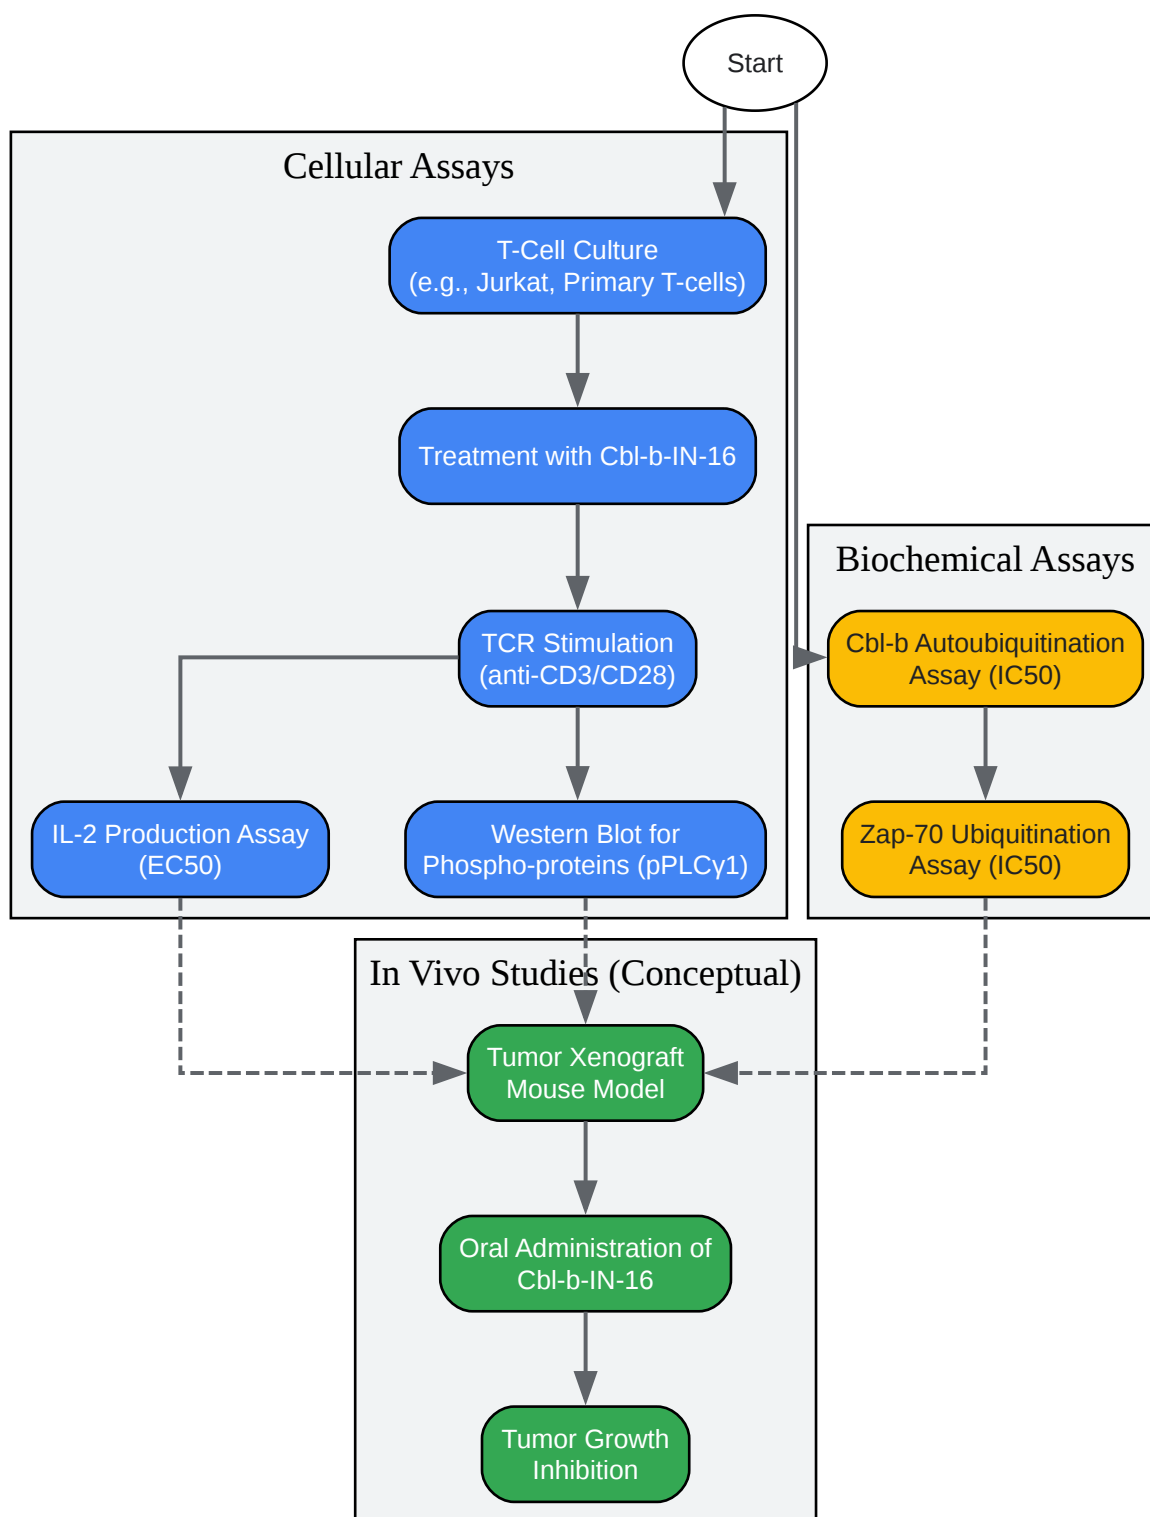 Start
Cellular Assays
T-Cell Culture
(e.g., Jurkat, Primary T-cells)
Treatment with Cbl-b-IN-16
TCR Stimulation
(anti-CD3/CD28)
IL-2 Production Assay
(EC50)
Western Blot for
Phospho-proteins (pPLCγ1)
Biochemical Assays
Cbl-b Autoubiquitination
Assay (IC50)
Zap-70 Ubiquitination
Assay (IC50)
In Vivo Studies (Conceptual)
Tumor Xenograft
Mouse Model
Oral Administration of
Cbl-b-IN-16
Tumor Growth
Inhibition